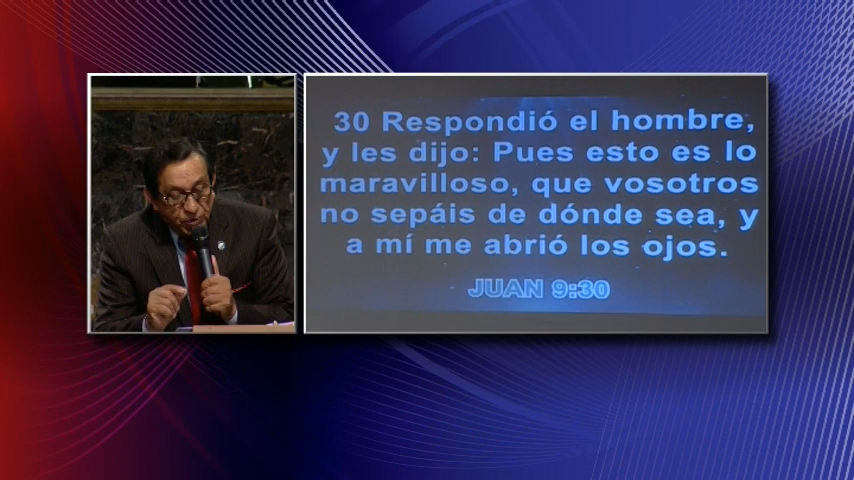 30 Respondió el hombre,
y les dijo: Pues esto es lo
maravilloso, que vosotros
no sepáis de dónde sea, y
a mí me abrió los ojos.
JUAN 9:30